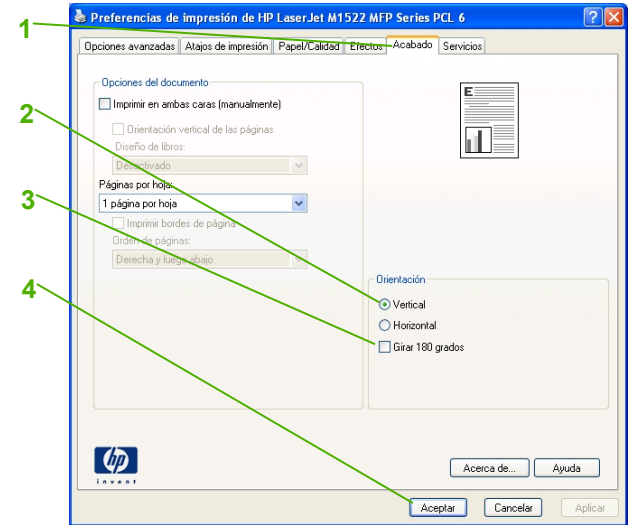 Preferencias de impresión de HP LaserJet M1522 MFP Series PCL 6
1
Opciones avanzadas Atajos de impresión Papel/Calidad Efectos Acabado Servicios
Opciones del documento
Imprimir en ambas caras (manualmente)
2
Orientación vertical de las páginas
Diseño de libros:
Desactivado
Páginas por hoja:
3
1 página por hoja
Imprimir bordes de página
Orden de páginas:
Derecha y luego abajo
4
E
Orientación
Vertical
Horizontal
Girar 180 grados
hp
invent
Acerca de... Ayuda
Aceptar Cancelar Aplicar